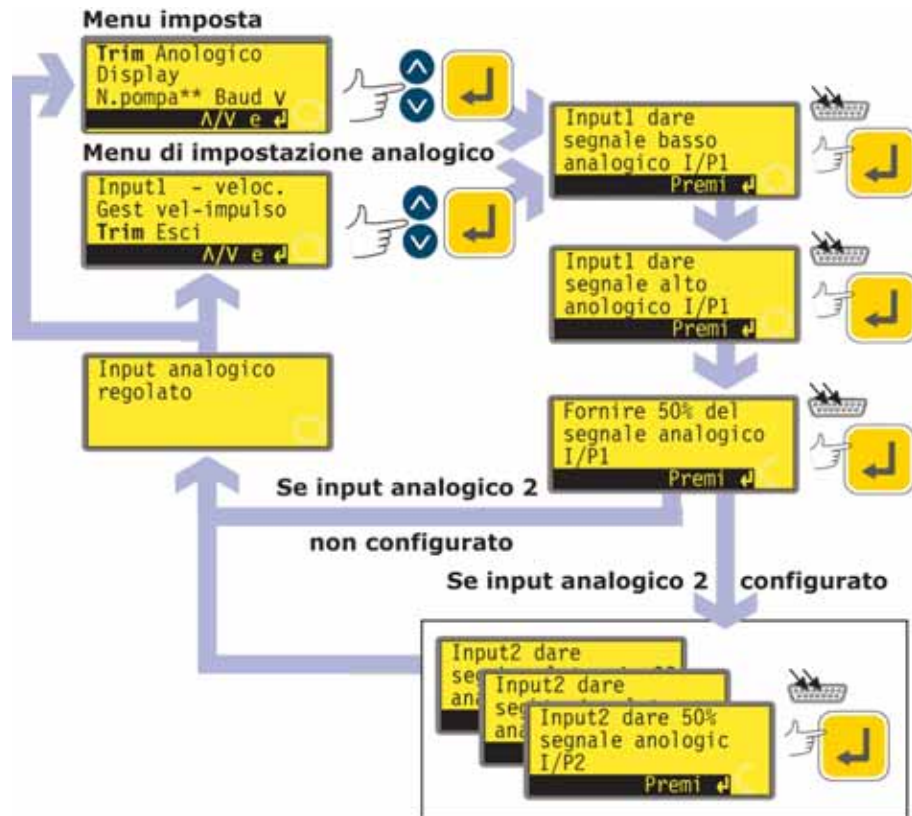 Menu imposta
Trim Anologico
Display
N.pompa** Baud V
Λ/V e ↲
Menu di impostazione analogico
Input1 - veloc.
Gest vel-impulso
Trim Esci
Λ/V e ↲
Input analogico
regolato
Input1 dare
segnale basso
analogico I/P1
Premi ↲
Input1 dare
segnale alto
anologico I/P1
Premi ↲
Fornire 50% del
segnale analogico
I/P1
Premi ↲
Se input analogico 2
non configurato
Se input analogico 2 configurato
Input2 dare
Input2 dare
Input2 dare 50%
segnale anologic
I/P2
Premi ↲